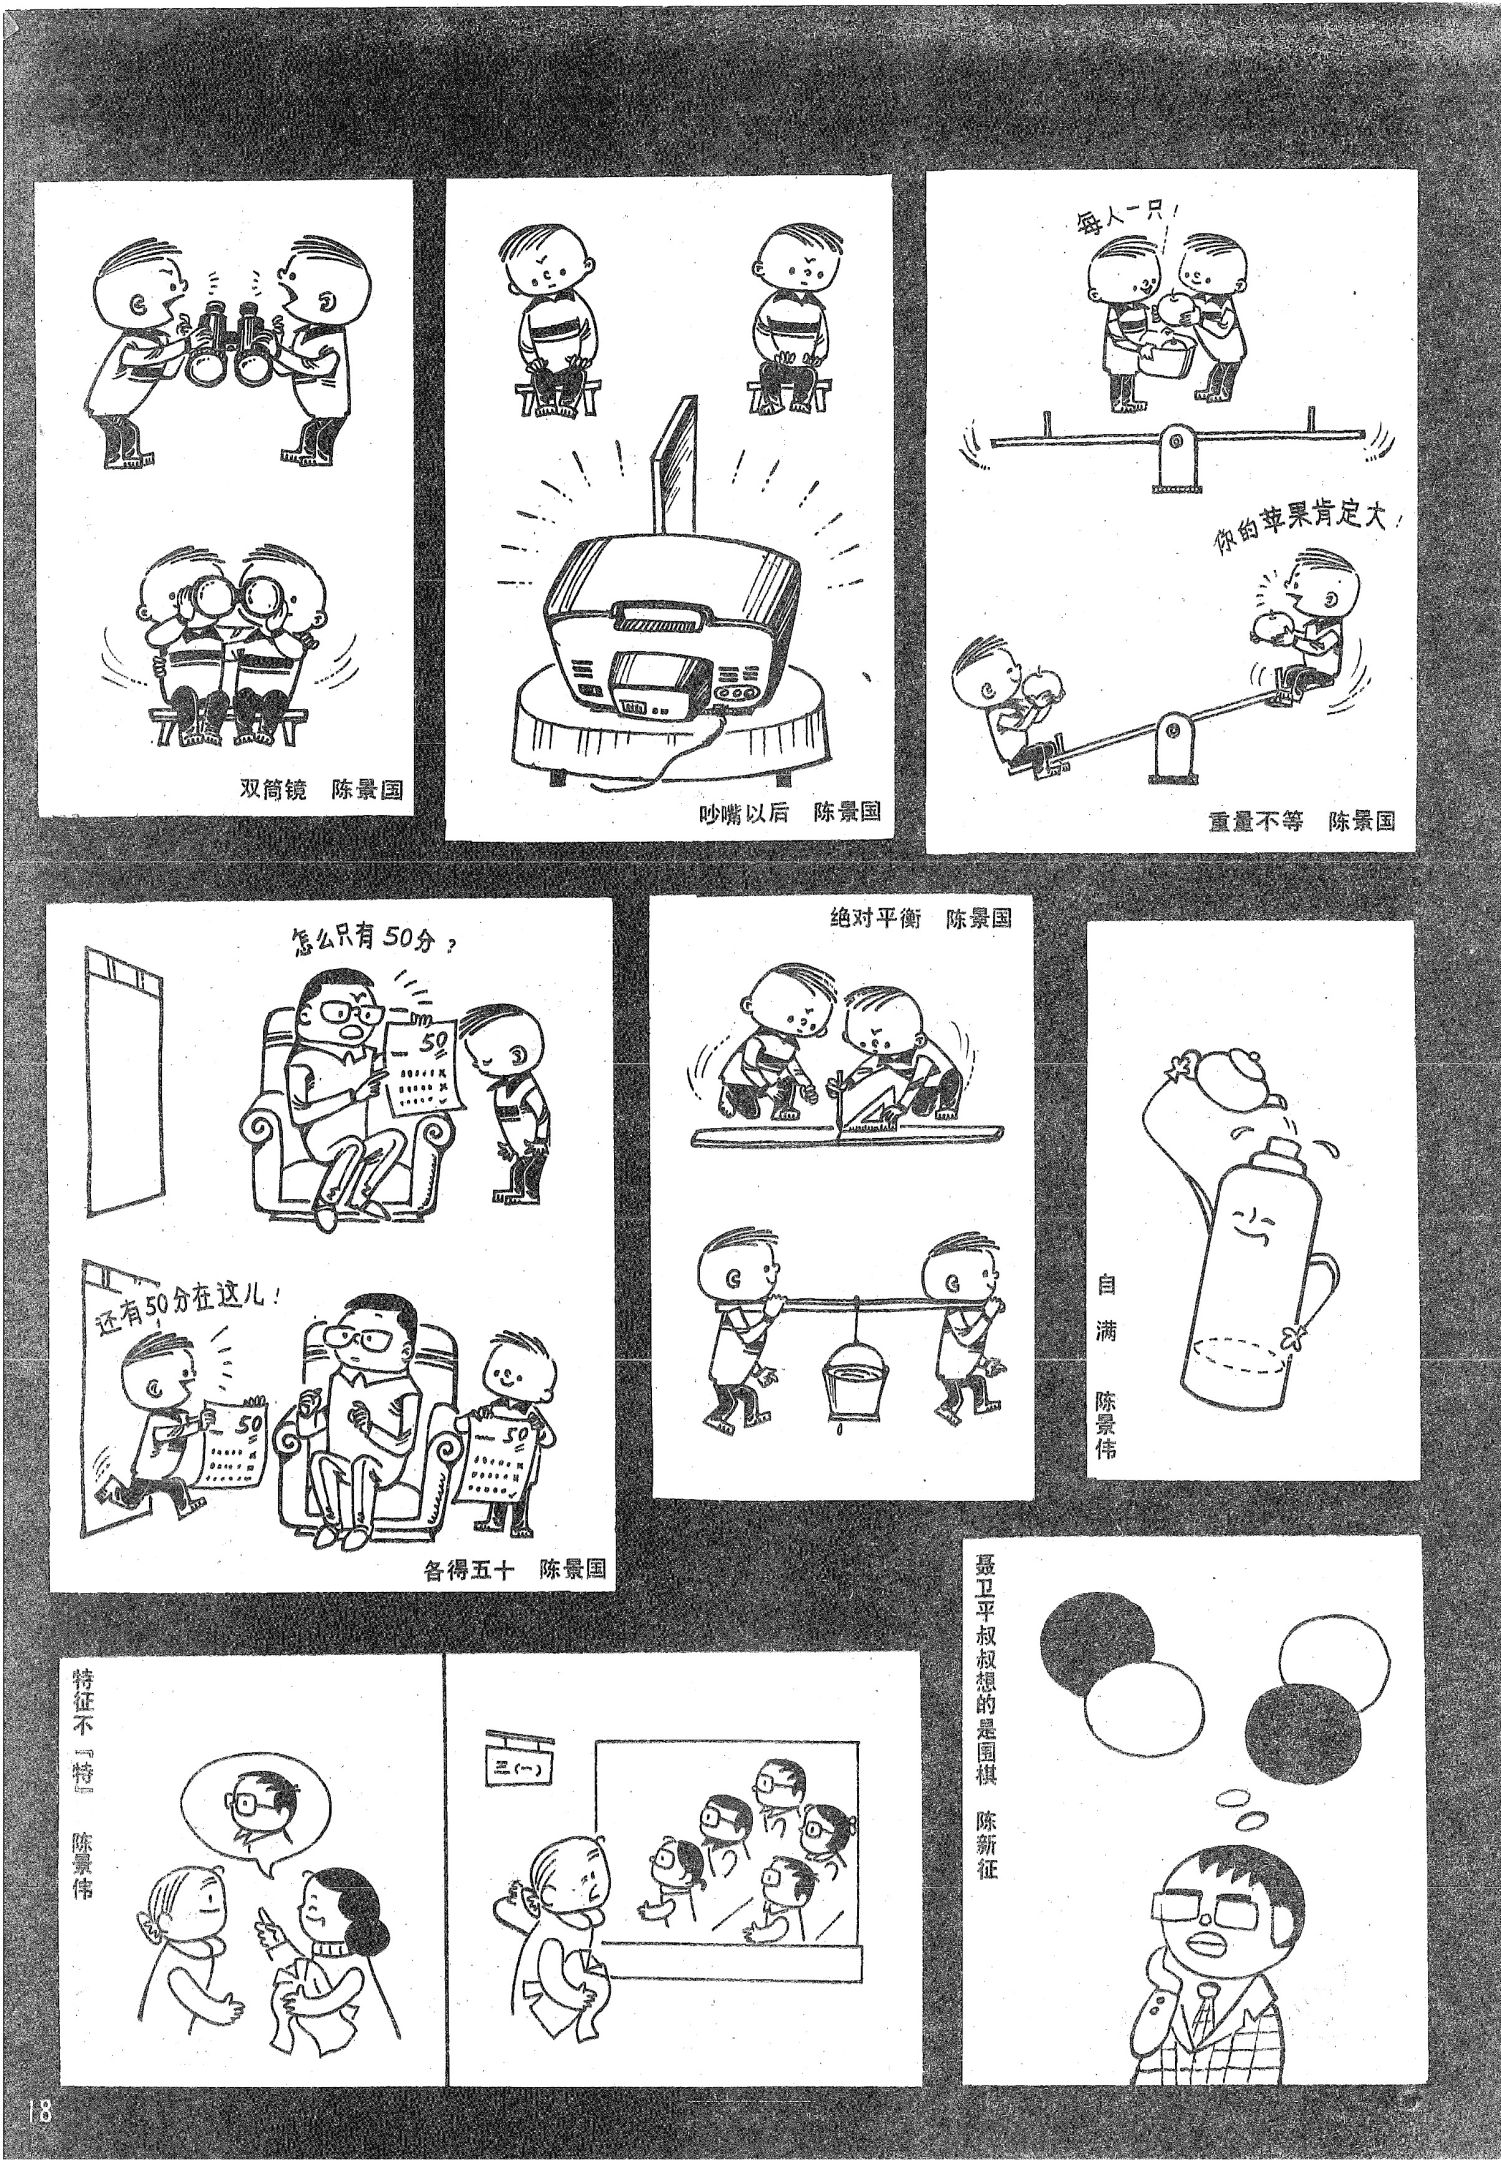 双筒镜　陈景国
吵嘴以后　陈景国
每人一只！
你的苹果肯定大！
重量不等　陈景国
怎么只有50分？
50
还有50分在这儿！
50
50
各得五十　陈景国
绝对平衡　陈景国
自满　陈景伟
特征不『特』　陈景伟
三(一)
聂卫平叔叔想的是围棋　陈新征
18